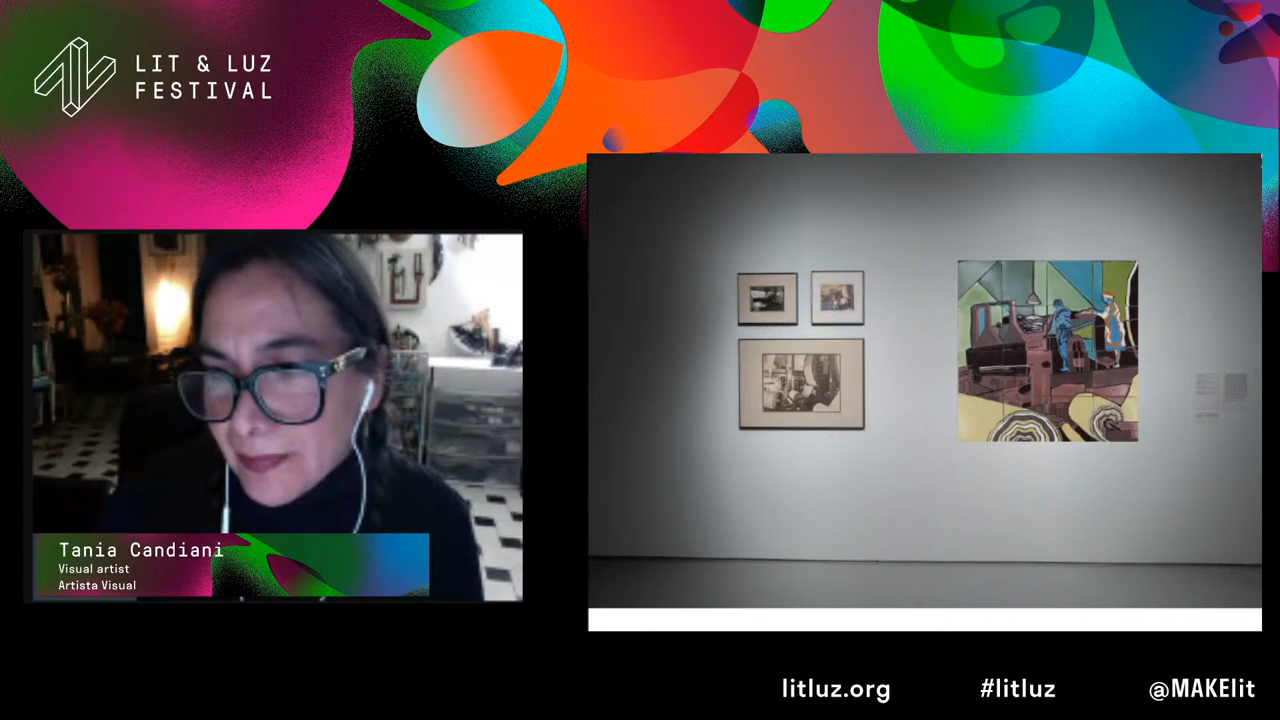 LIT & LUZ
FESTIVAL
Tania Candiani
Visual artist
Artista Visual
litluz.org
#litluz
@MAKElit